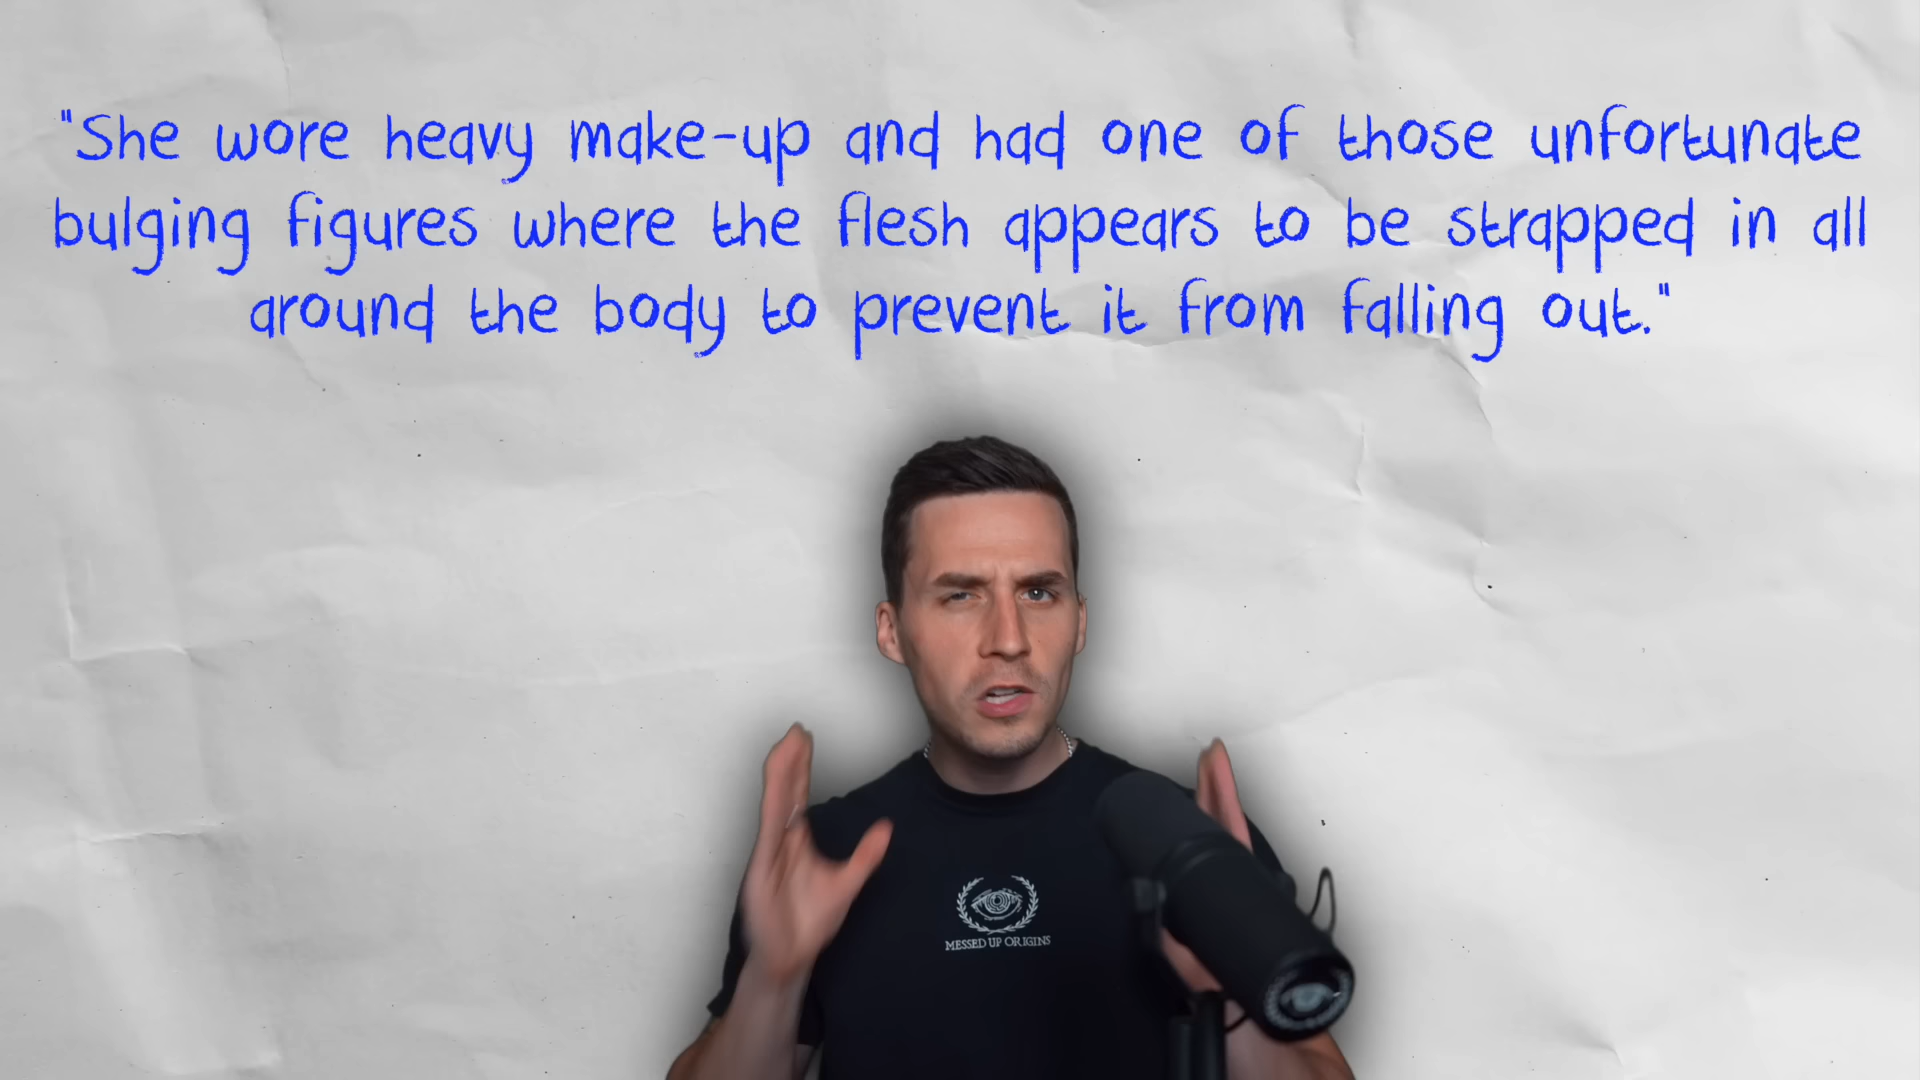 "She wore heavy make-up and had one of those unfortunate
bulging figures where the flesh appears to be strapped in all
around the body to prevent it from falling out."
MESSED UP ORIGINS